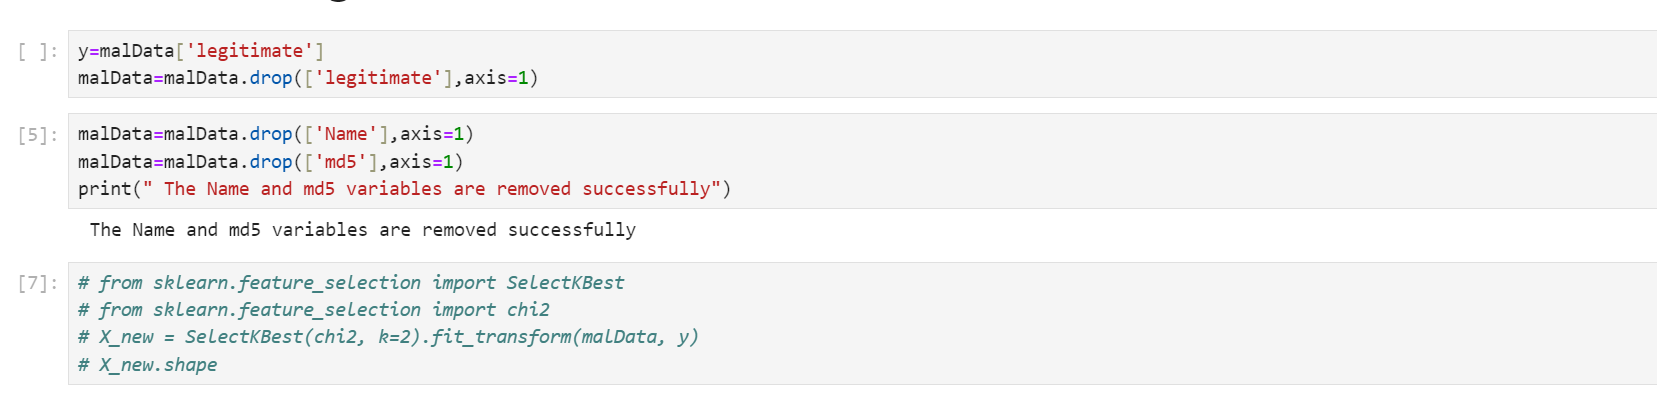 [ ]:
y=malData['legitimate']
malData=malData.drop(['legitimate'],axis=1)
[5]:
malData=malData.drop(['Name'],axis=1)
malData=malData.drop(['md5'],axis=1)
print(" The Name and md5 variables are removed successfully")
The Name and md5 variables are removed successfully
[7]:
# from sklearn.feature_selection import SelectKBest
# from sklearn.feature_selection import chi2
# X_new = SelectKBest(chi2, k=2).fit_transform(malData, y)
# X_new.shape